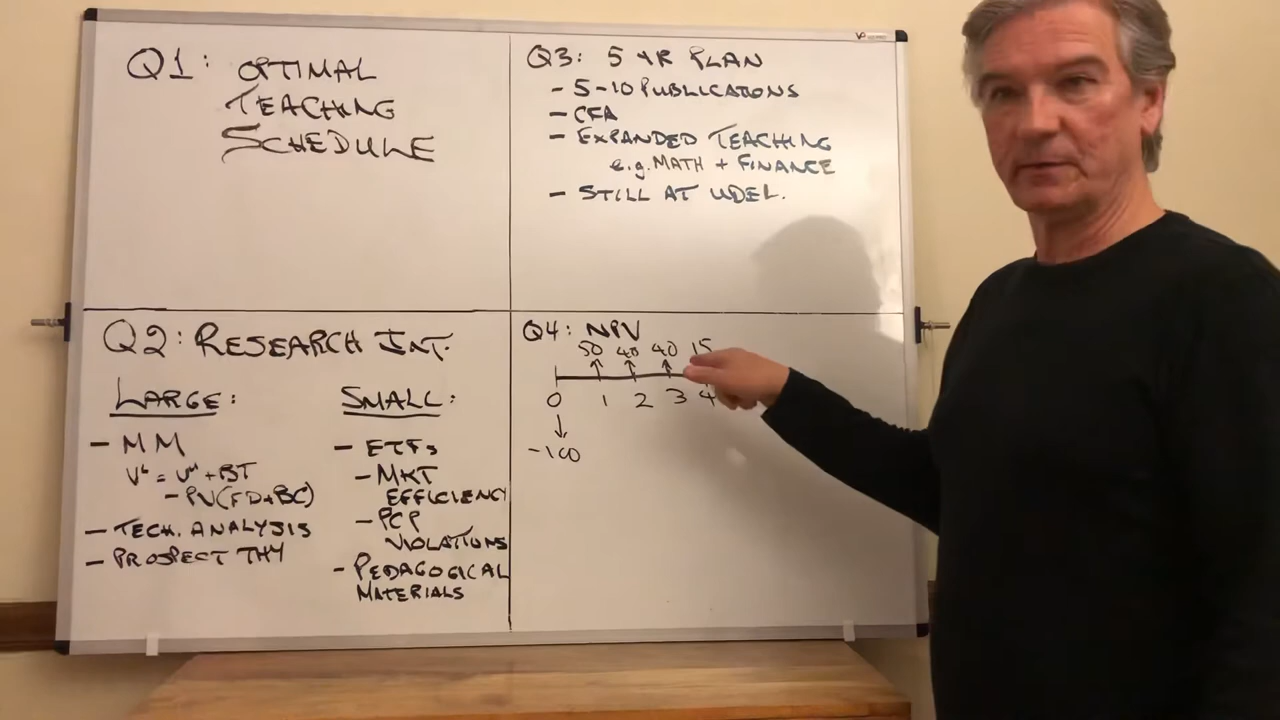 Q1: OPTIMAL
TEACHING
SCHEDULE
Q3: 5 YR PLAN
- 5-10 PUBLICATIONS
- CFA
- EXPANDED TEACHING
e.g. MATH + FINANCE
- STILL AT UDEL.
Q2: RESEARCH INT.
LARGE:
- MM
V^L = V^U + BT
- PV(FD+BC)
- TECH. ANALYSIS
- PROSPECT THY
SMALL:
- ETFs
- MKT
EFFICIENCY
- PCP
VIOLATIONS
- PEDAGOGICAL
MATERIALS
Q4: NPV
50 40 40 15
0 1 2 3 4
-100